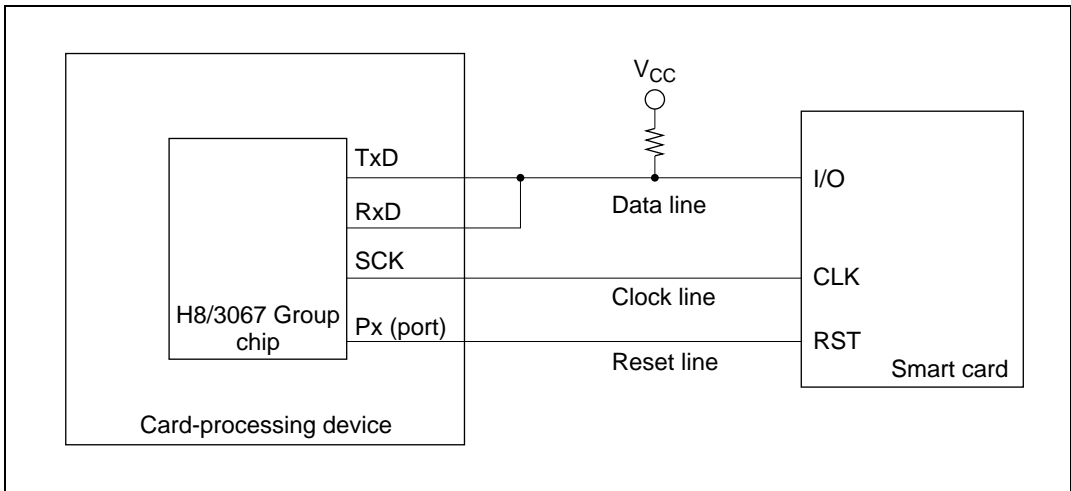 VCC
TxD
I/O
Data line
RxD
SCK
CLK
Clock line
H8/3067 Group
chip
Px (port)
RST
Reset line
Smart card
Card-processing device